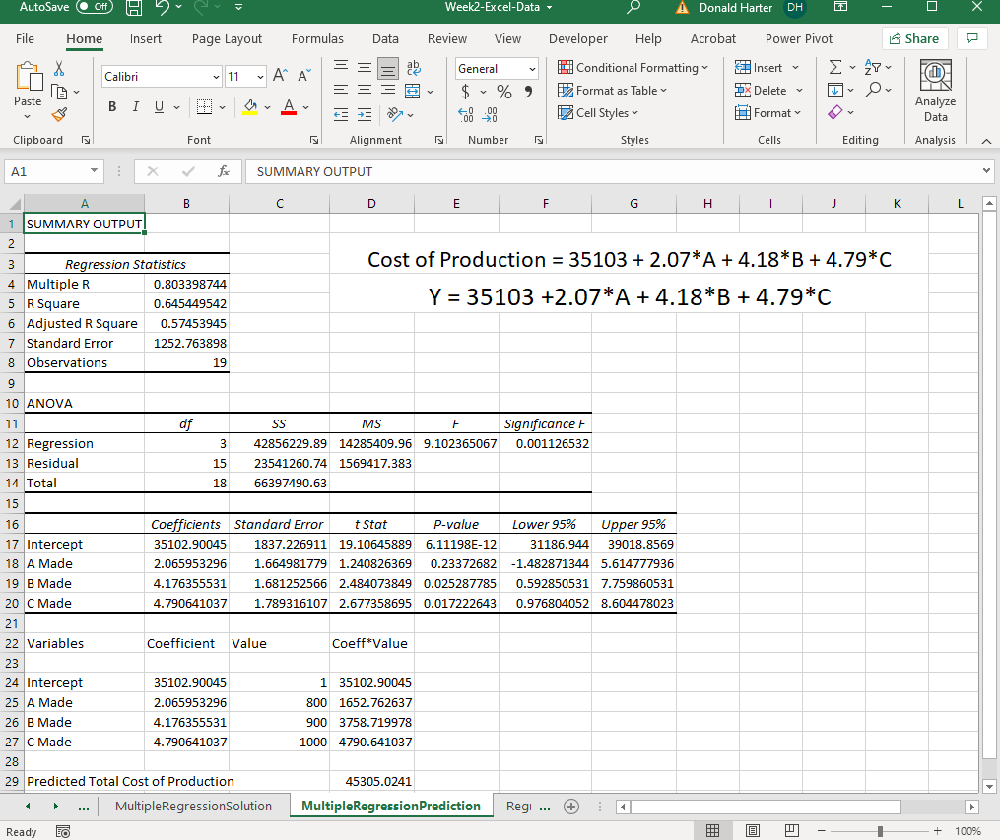 AutoSave Off Week2-Excel-Data Donald Harter DH
File Home Insert Page Layout Formulas Data Review View Developer Help Acrobat Power Pivot Share
Paste Calibri 11 A^ Aˇ ab General Conditional Formatting Insert
B I U A $ % 9 Format as Table Delete Analyze
.00 .00 Cell Styles Format Data
Clipboard Font Alignment Number Styles Cells Editing Analysis
A1 fx SUMMARY OUTPUT
A B C D E F G H I J K L
1 SUMMARY OUTPUT
2
3 Regression Statistics Cost of Production = 35103 + 2.07*A + 4.18*B + 4.79*C
4 Multiple R 0.803398744
5 R Square 0.645449542 Y = 35103 +2.07*A + 4.18*B + 4.79*C
6 Adjusted R Square 0.57453945
7 Standard Error 1252.763898
8 Observations 19
9
10 ANOVA
11 df SS MS F Significance F
12 Regression 3 42856229.89 14285409.96 9.102365067 0.001126532
13 Residual 15 23541260.74 1569417.383
14 Total 18 66397490.63
15
16 Coefficients Standard Error t Stat P-value Lower 95% Upper 95%
17 Intercept 35102.90045 1837.226911 19.10645889 6.11198E-12 31186.944 39018.8569
18 A Made 2.065953296 1.664981779 1.240826369 0.23372682 -1.482871344 5.614777936
19 B Made 4.176355531 1.681252566 2.484073849 0.025287785 0.592850531 7.759860531
20 C Made 4.790641037 1.789316107 2.677358695 0.017222643 0.976804052 8.604478023
21
22 Variables Coefficient Value Coeff*Value
23
24 Intercept 35102.90045 1 35102.90045
25 A Made 2.065953296 800 1652.762637
26 B Made 4.176355531 900 3758.719978
27 C Made 4.790641037 1000 4790.641037
28
29 Predicted Total Cost of Production 45305.0241
... MultipleRegressionSolution MultipleRegressionPrediction Regi ...
Ready 100%